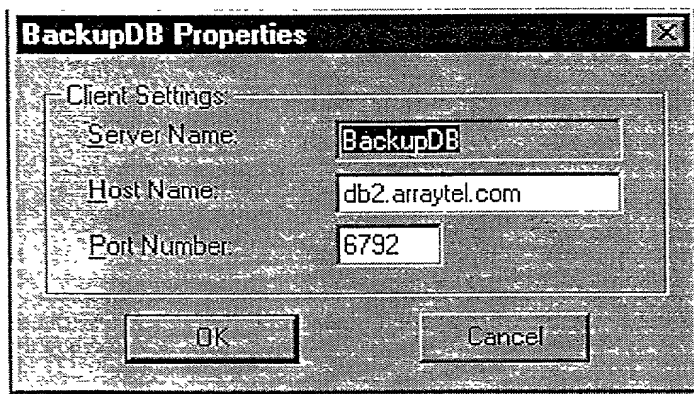 BackupDB Properties
Client Settings:
Server Name: BackupDB
Host Name: db2.arraytel.com
Port Number: 6792
OK Cancel